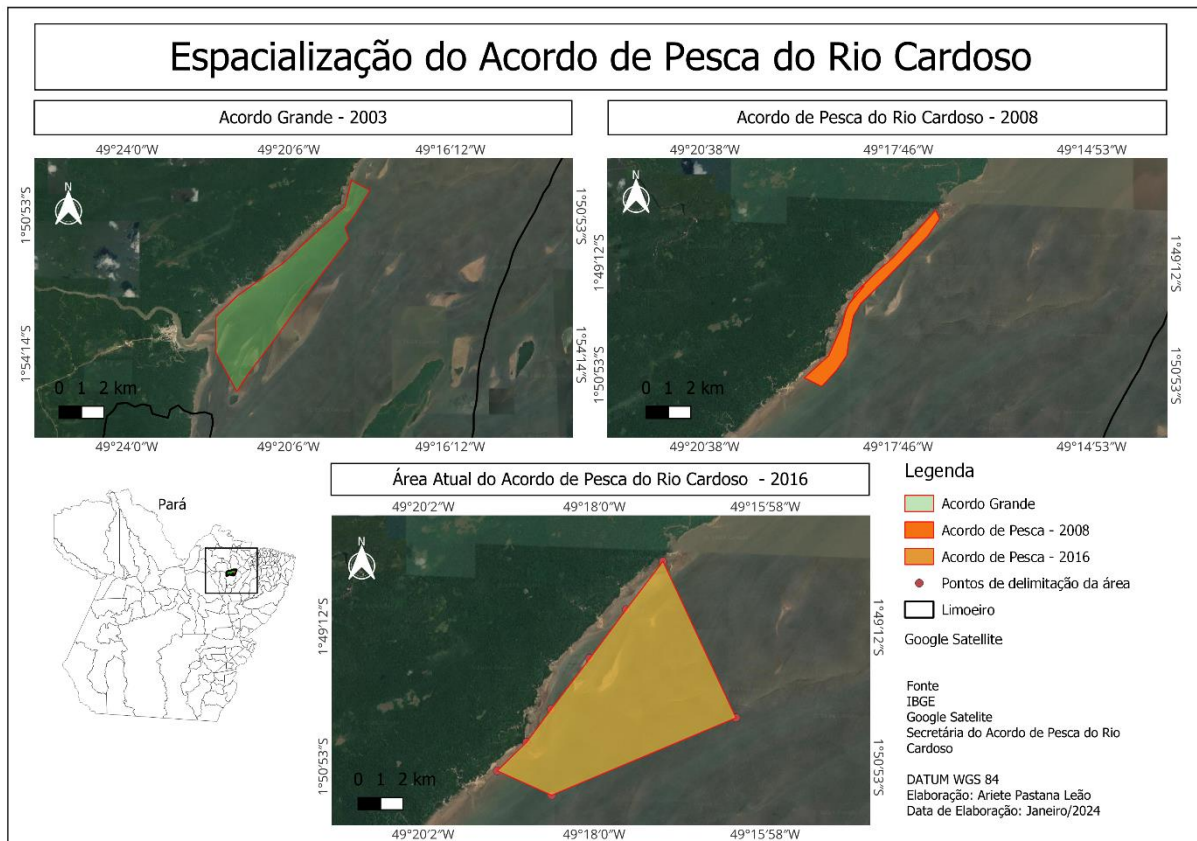 Espacialização do Acordo de Pesca do Rio Cardoso
Acordo Grande - 2003
49°24′0″W 49°20′6″W 49°16′12″W
N
1°50′53″S 1°50′53″S
1°54′14″S 1°54′14″S
0 1 2 km
49°24′0″W 49°20′6″W 49°16′12″W
Acordo de Pesca do Rio Cardoso - 2008
49°20′38″W 49°17′46″W 49°14′53″W
N
1°49′12″S 1°49′12″S
1°50′53″S 1°50′53″S
0 1 2 km
49°20′38″W 49°17′46″W 49°14′53″W
Pará
Área Atual do Acordo de Pesca do Rio Cardoso - 2016
49°20′2″W 49°18′0″W 49°15′58″W
N
1°49′12″S 1°49′12″S
1°50′53″S 1°50′53″S
0 1 2 km
49°20′2″W 49°18′0″W 49°15′58″W
Legenda
Acordo Grande
Acordo de Pesca - 2008
Acordo de Pesca - 2016
Pontos de delimitação da área
Limoeiro
Google Satellite
Fonte
IBGE
Google Satelite
Secretária do Acordo de Pesca do Rio
Cardoso
DATUM WGS 84
Elaboração: Ariete Pastana Leão
Data de Elaboração: Janeiro/2024